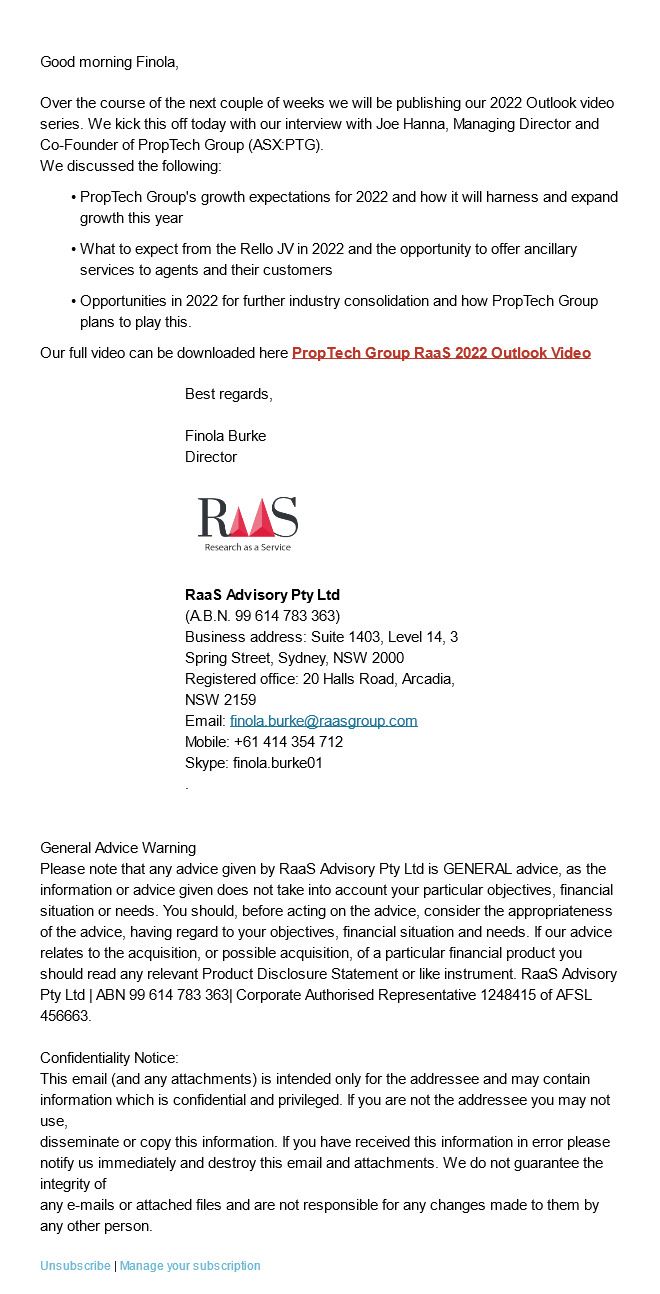 Good morning Finola,
Over the course of the next couple of weeks we will be publishing our 2022 Outlook video
series. We kick this off today with our interview with Joe Hanna, Managing Director and
Co-Founder of PropTech Group (ASX:PTG).
We discussed the following:
• PropTech Group's growth expectations for 2022 and how it will harness and expand
growth this year
• What to expect from the Rello JV in 2022 and the opportunity to offer ancillary
services to agents and their customers
• Opportunities in 2022 for further industry consolidation and how PropTech Group
plans to play this.
Our full video can be downloaded here PropTech Group RaaS 2022 Outlook Video
Best regards,
Finola Burke
Director
RAAS
Research as a Service
RaaS Advisory Pty Ltd
(A.B.N. 99 614 783 363)
Business address: Suite 1403, Level 14, 3
Spring Street, Sydney, NSW 2000
Registered office: 20 Halls Road, Arcadia,
NSW 2159
Email: finola.burke@raasgroup.com
Mobile: +61 414 354 712
Skype: finola.burke01
.
General Advice Warning
Please note that any advice given by RaaS Advisory Pty Ltd is GENERAL advice, as the
information or advice given does not take into account your particular objectives, financial
situation or needs. You should, before acting on the advice, consider the appropriateness
of the advice, having regard to your objectives, financial situation and needs. If our advice
relates to the acquisition, or possible acquisition, of a particular financial product you
should read any relevant Product Disclosure Statement or like instrument. RaaS Advisory
Pty Ltd | ABN 99 614 783 363| Corporate Authorised Representative 1248415 of AFSL
456663.
Confidentiality Notice:
This email (and any attachments) is intended only for the addressee and may contain
information which is confidential and privileged. If you are not the addressee you may not
use,
disseminate or copy this information. If you have received this information in error please
notify us immediately and destroy this email and attachments. We do not guarantee the
integrity of
any e-mails or attached files and are not responsible for any changes made to them by
any other person.
Unsubscribe | Manage your subscription